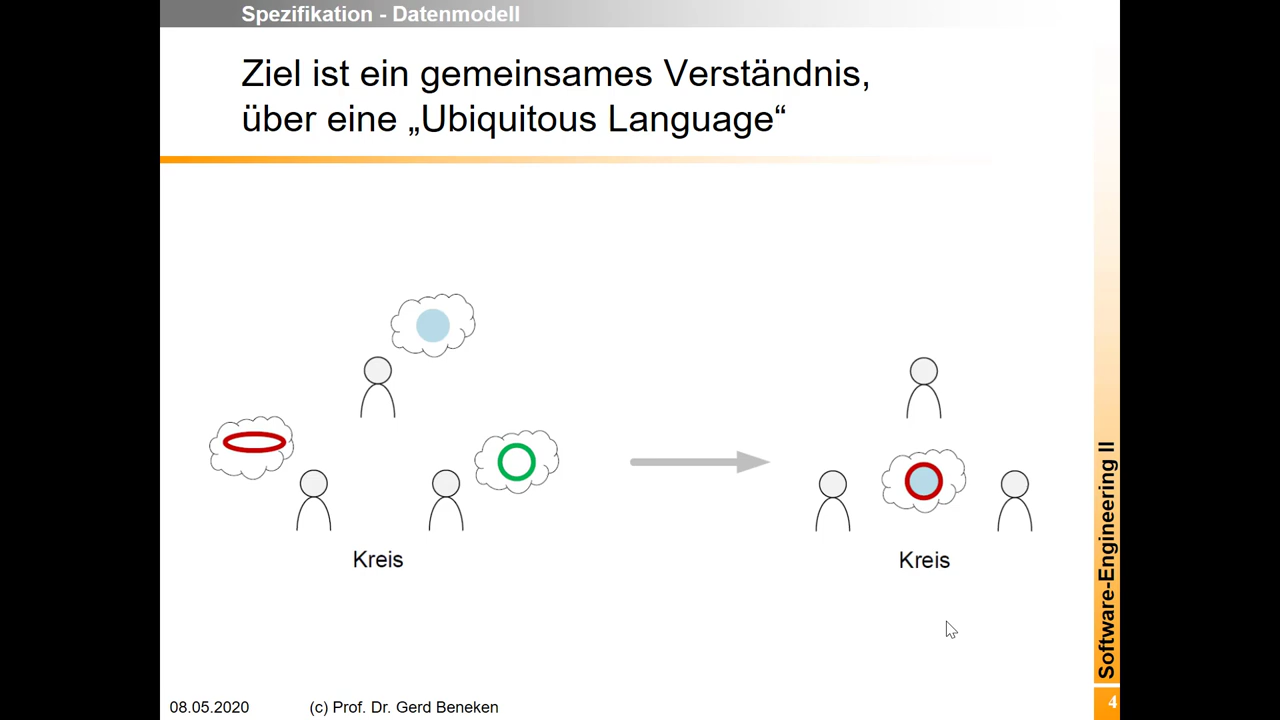 Spezifikation - Datenmodell
Ziel ist ein gemeinsames Verständnis,
über eine „Ubiquitous Language“
Kreis
Kreis
Software-Engineering II
08.05.2020
(c) Prof. Dr. Gerd Beneken
4